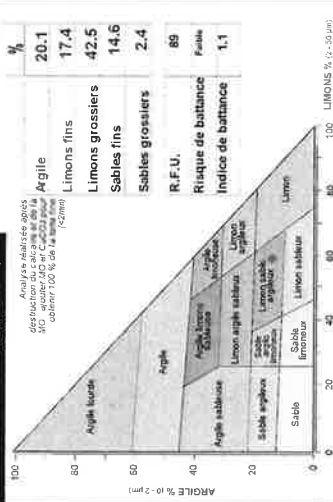 Analyse réalisée après
destruction du calcaire et de la
MO : ajouter MO et CaCO3 pour
obtenir 100 % de la terre fine
(<2mm)
%
Argile 20.1
Limons fins 17.4
Limons grossiers 42.5
Sables fins 14.6
Sables grossiers 2.4
R.F.U. 89
Risque de battance Faible
Indice de battance 1.1
ARGILE % (0 - 2 µm)
100
80
60
40
20
0
Argile lourde
Argile
Argile limoneuse
Argile limono sableuse
Argile sableuse
Limon argileux
Limon argilo sableux
Limon sablo argileux
Sable argilo limoneux
Sable argileux
Limon
Limon sableux
Sable limoneux
Sable
0 20 40 60 80 100
LIMONS % (2 - 50 µm)